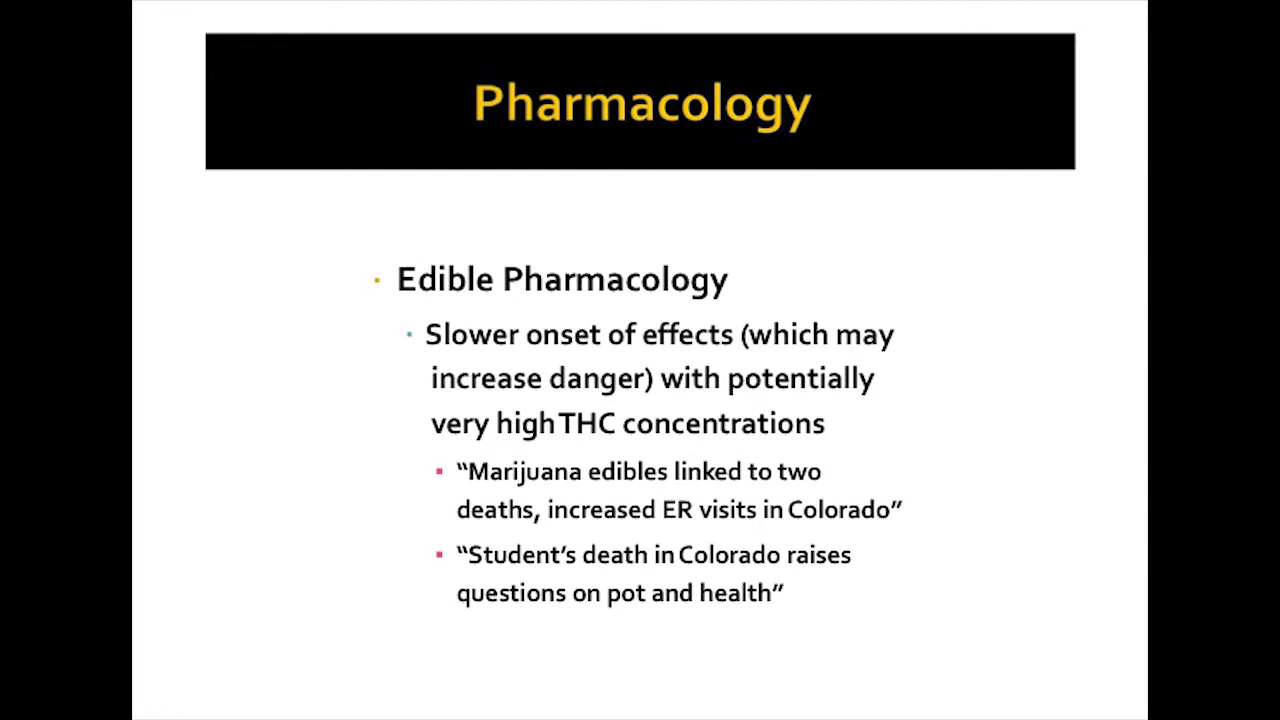 Pharmacology
Edible Pharmacology
Slower onset of effects (which may
increase danger) with potentially
very high THC concentrations
“Marijuana edibles linked to two
deaths, increased ER visits in Colorado”
“Student’s death in Colorado raises
questions on pot and health”